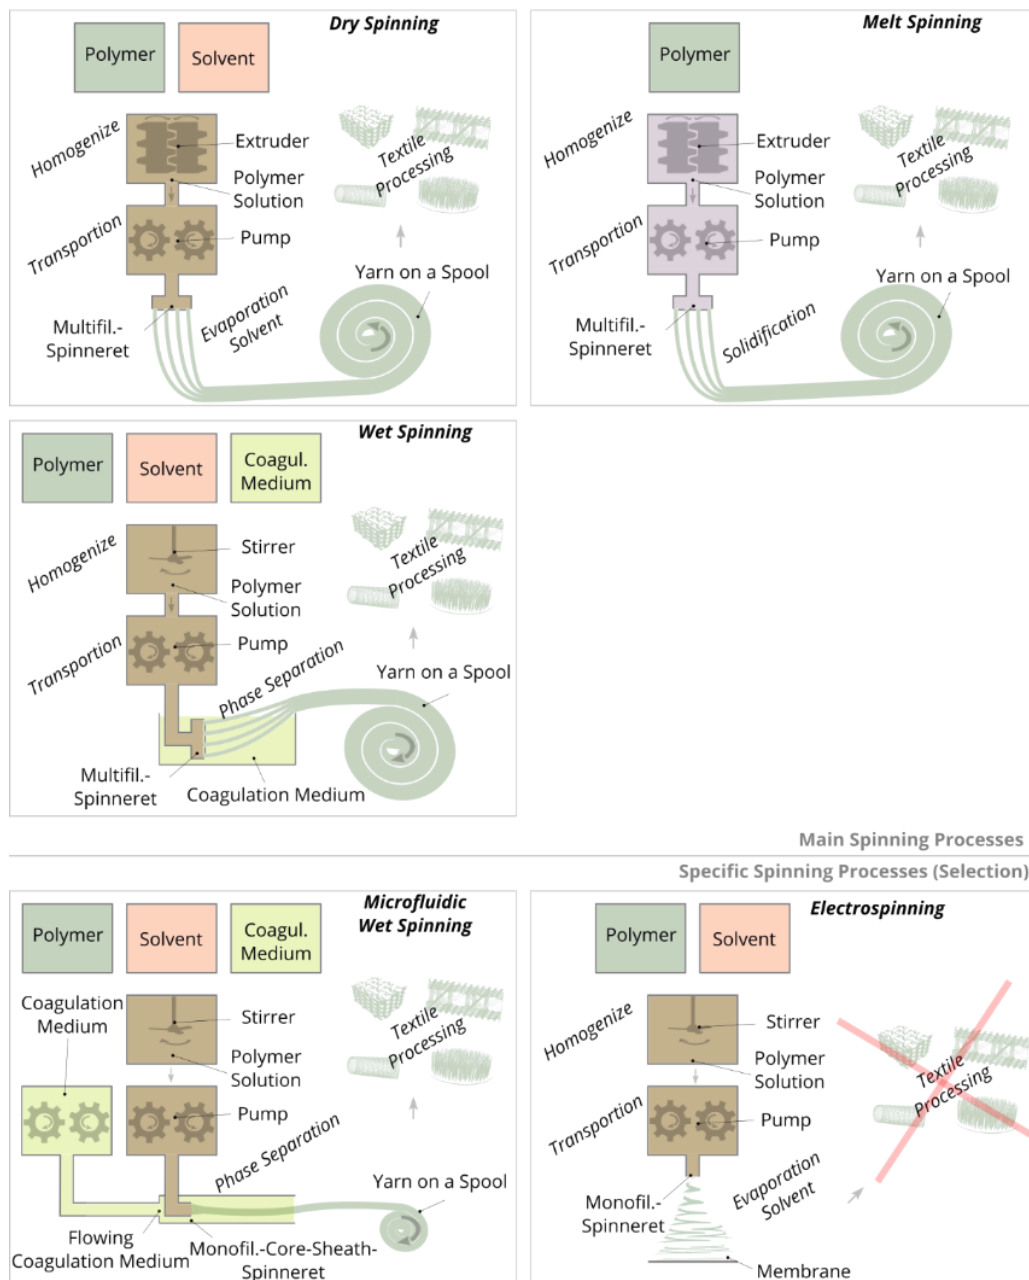 Dry Spinning
Polymer
Solvent
Homogenize
Extruder
Polymer
Solution
Transportion
Pump
Multifil.-
Spinneret
Evaporation
Solvent
Yarn on a Spool
Textile
Processing
Melt Spinning
Polymer
Homogenize
Extruder
Polymer
Solution
Transportion
Pump
Multifil.-
Spinneret
Solidification
Yarn on a Spool
Textile
Processing
Wet Spinning
Polymer
Solvent
Coagul.
Medium
Homogenize
Stirrer
Polymer
Solution
Transportion
Pump
Phase Separation
Multifil.-
Spinneret
Coagulation Medium
Yarn on a Spool
Textile
Processing
Main Spinning Processes
Specific Spinning Processes (Selection)
Microfluidic
Wet Spinning
Polymer
Solvent
Coagul.
Medium
Coagulation
Medium
Stirrer
Polymer
Solution
Pump
Phase Separation
Flowing
Coagulation Medium
Monofil.-Core-Sheath-
Spinneret
Yarn on a Spool
Textile
Processing
Electrospinning
Polymer
Solvent
Homogenize
Stirrer
Polymer
Solution
Transportion
Pump
Monofil.-
Spinneret
Evaporation
Solvent
Membrane
Textile
Processing